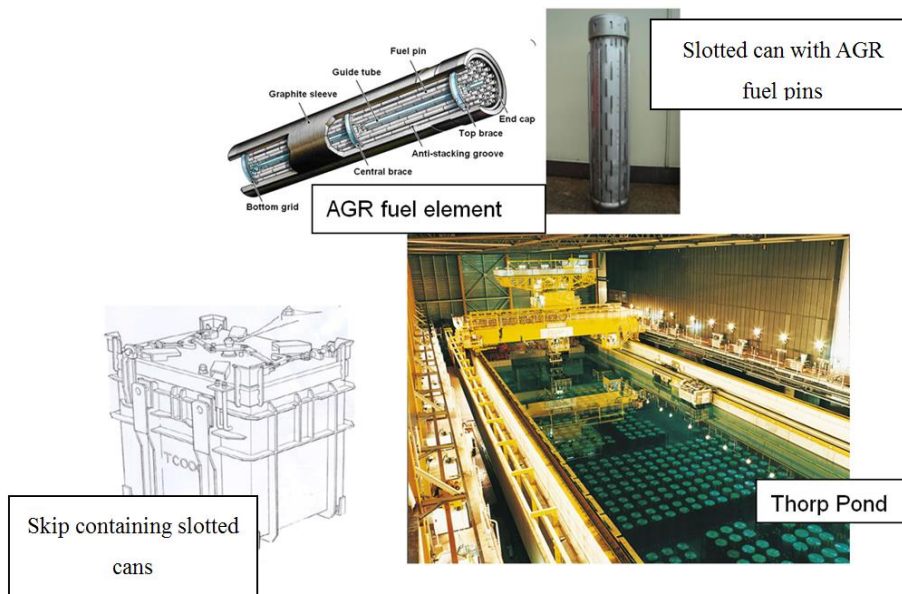 Fuel pin
Guide tube
Graphite sleeve
End cap
Top brace
Anti-stacking groove
Central brace
Bottom grid
AGR fuel element
Slotted can with AGR
fuel pins
Skip containing slotted
cans
Thorp Pond